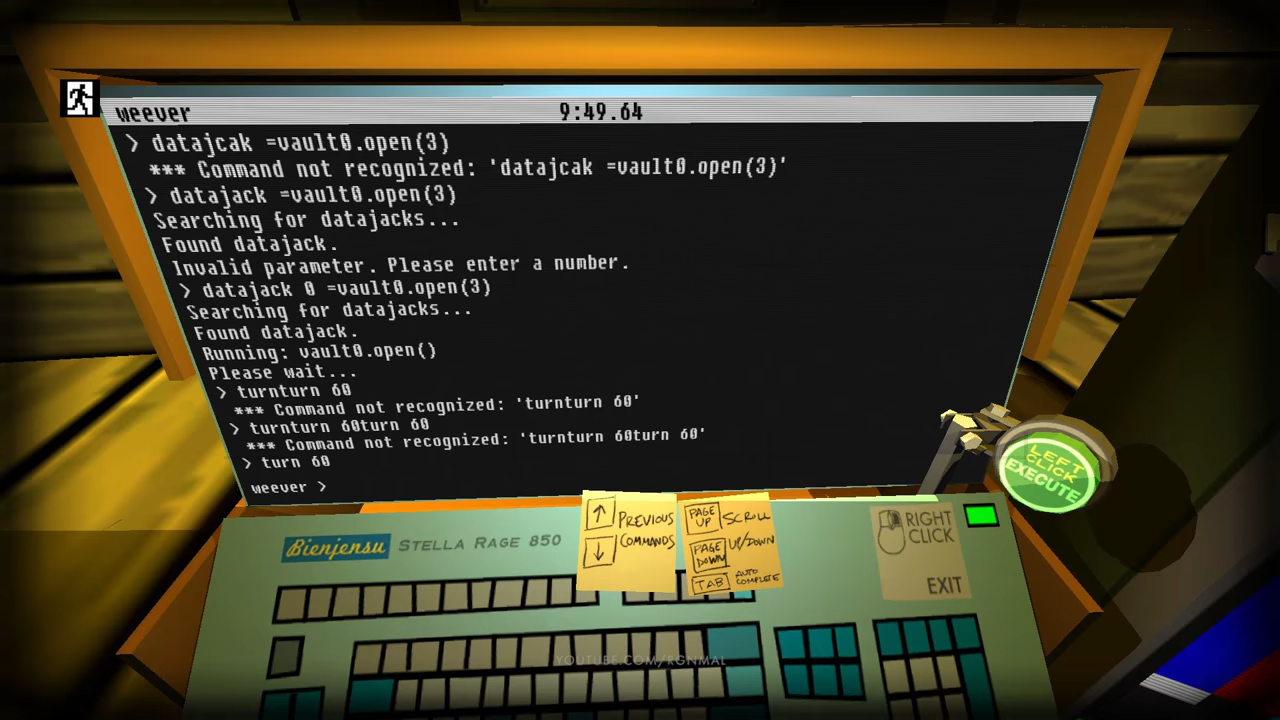 weever
9:49.64
> datajcak =vault0.open(3)
*** Command not recognized: 'datajcak =vault0.open(3)'
> datajack =vault0.open(3)
Searching for datajacks...
Found datajack.
Invalid parameter. Please enter a number.
> datajack 0 =vault0.open(3)
Searching for datajacks...
Found datajack.
Running: vault0.open()
Please wait...
> turnturn 60
*** Command not recognized: 'turnturn 60'
> turnturn 60turn 60
*** Command not recognized: 'turnturn 60turn 60'
> turn 60
weever >
LEFT
CLICK
EXECUTE
Bienjensu
STELLA RAGE 850
↑ PREVIOUS
↓ COMMANDS
PAGE UP SCROLL
PAGE DOWN UP/DOWN
TAB AUTO COMPLETE
RIGHT
CLICK
EXIT
YOUTUBE.COM/RGNMAL